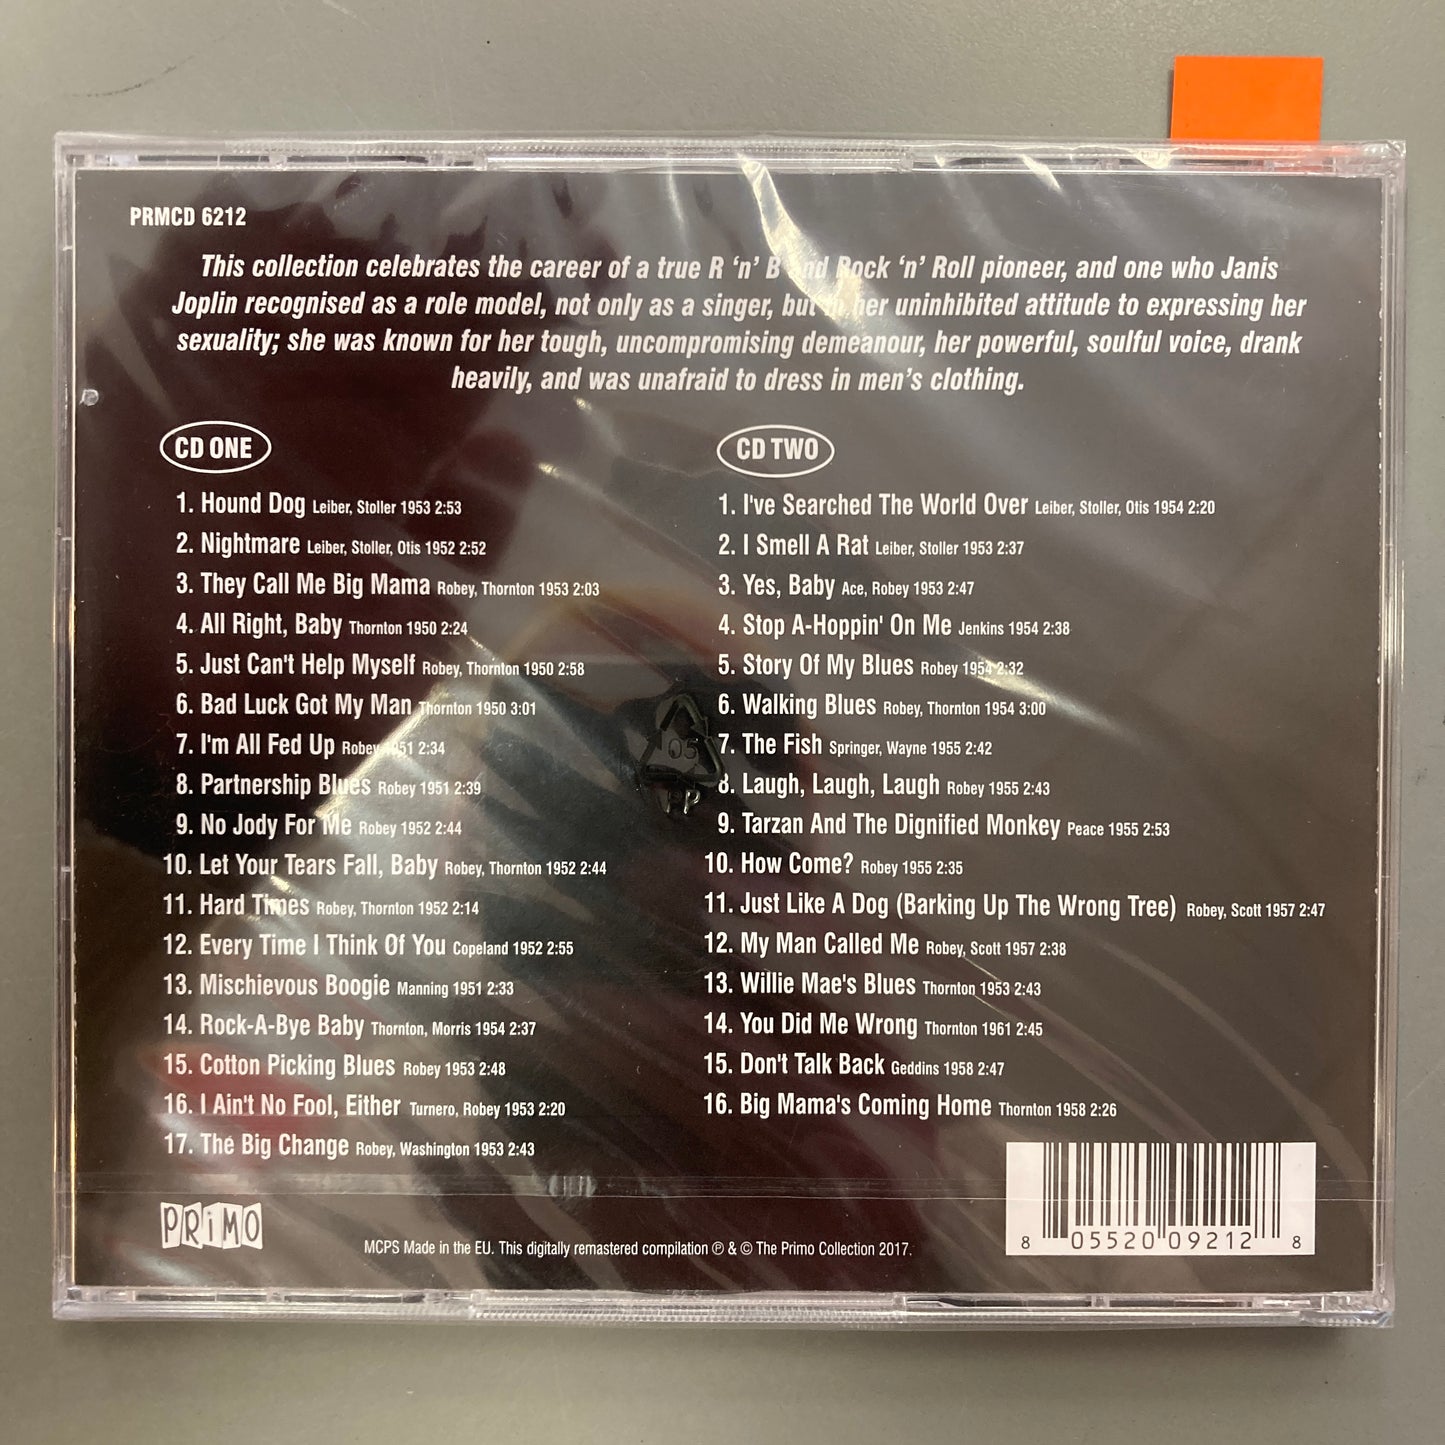 PRMCD 6212
This collection celebrates the career of a true R 'n' B and Rock 'n' Roll pioneer, and one who Janis
Joplin recognised as a role model, not only as a singer, but in her uninhibited attitude to expressing her
sexuality; she was known for her tough, uncompromising demeanour, her powerful, soulful voice, drank
heavily, and was unafraid to dress in men's clothing.
CD ONE
1. Hound Dog Leiber, Stoller 1953 2:53
2. Nightmare Leiber, Stoller, Otis 1952 2:52
3. They Call Me Big Mama Robey, Thornton 1953 2:03
4. All Right, Baby Thornton 1950 2:24
5. Just Can't Help Myself Robey, Thornton 1950 2:58
6. Bad Luck Got My Man Thornton 1950 3:01
7. I'm All Fed Up Robey 1951 2:34
8. Partnership Blues Robey 1951 2:39
9. No Jody For Me Robey 1952 2:44
10. Let Your Tears Fall, Baby Robey, Thornton 1952 2:44
11. Hard Times Robey, Thornton 1952 2:14
12. Every Time I Think Of You Copeland 1952 2:55
13. Mischievous Boogie Manning 1951 2:33
14. Rock-A-Bye Baby Thornton, Morris 1954 2:37
15. Cotton Picking Blues Robey 1953 2:48
16. I Ain't No Fool, Either Turnero, Robey 1953 2:20
17. The Big Change Robey, Washington 1953 2:43
CD TWO
1. I've Searched The World Over Leiber, Stoller, Otis 1954 2:20
2. I Smell A Rat Leiber, Stoller 1953 2:37
3. Yes, Baby Ace, Robey 1953 2:47
4. Stop A-Hoppin' On Me Jenkins 1954 2:38
5. Story Of My Blues Robey 1954 2:32
6. Walking Blues Robey, Thornton 1954 3:00
7. The Fish Springer, Wayne 1955 2:42
8. Laugh, Laugh, Laugh Robey 1955 2:43
9. Tarzan And The Dignified Monkey Peace 1955 2:53
10. How Come? Robey 1955 2:35
11. Just Like A Dog (Barking Up The Wrong Tree) Robey, Scott 1957 2:47
12. My Man Called Me Robey, Scott 1957 2:38
13. Willie Mae's Blues Thornton 1953 2:43
14. You Did Me Wrong Thornton 1961 2:45
15. Don't Talk Back Geddins 1958 2:47
16. Big Mama's Coming Home Thornton 1958 2:26
05
PP
PRiMO
MCPS Made in the EU. This digitally remastered compilation ℗ & © The Primo Collection 2017.
8 05520 09212 8